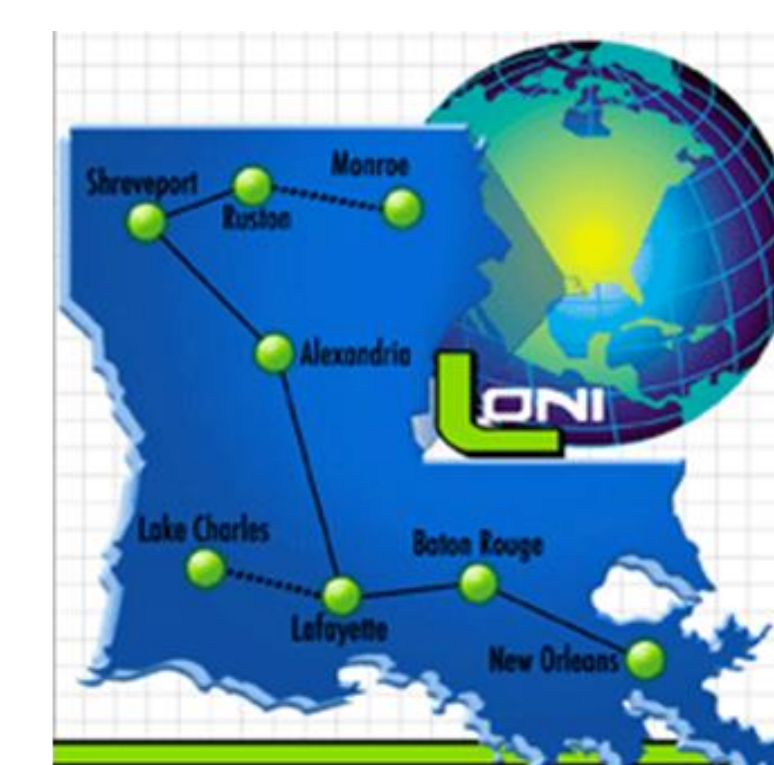 Monroe
Shreveport
Ruston
Alexandria
LONI
Lake Charles
Baton Rouge
Lafayette
New Orleans